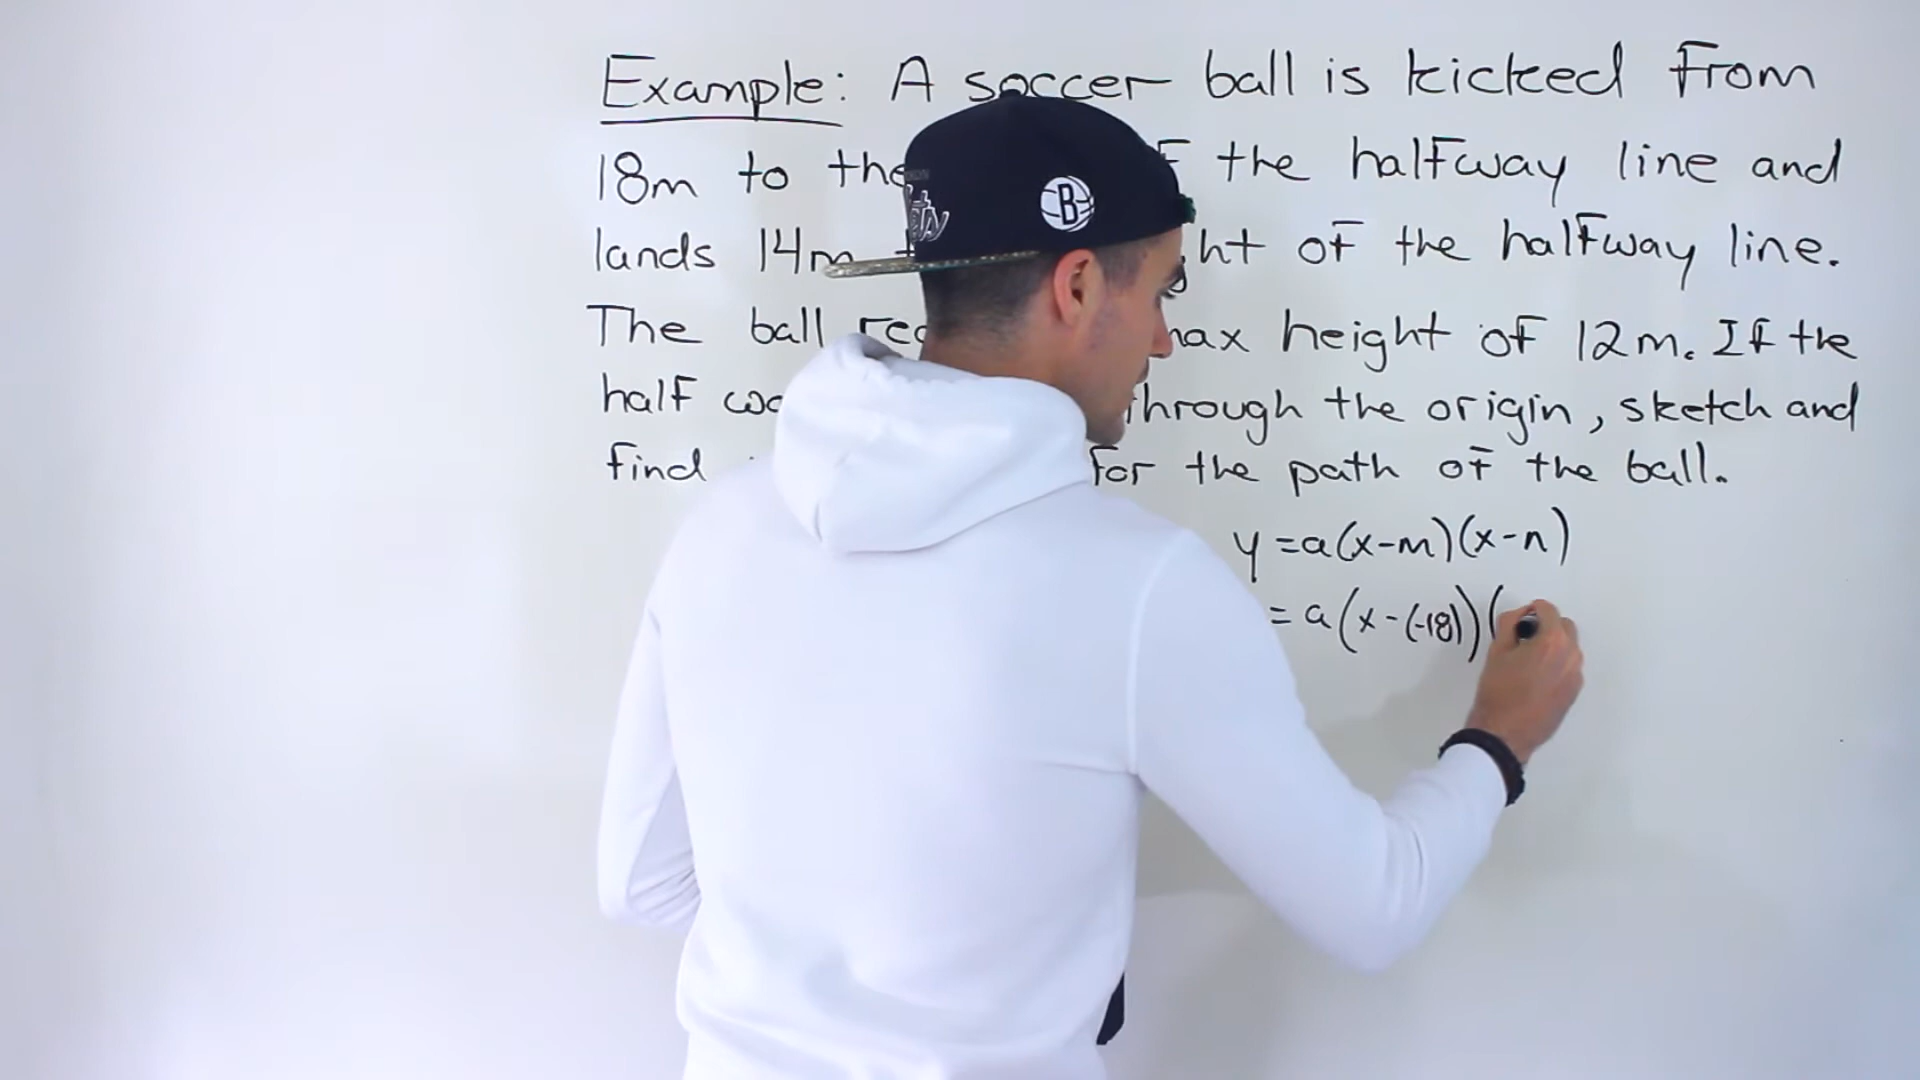 Example: A soccer ball is kicked from
18m to the the halfway line and
lands 14m of the halfway line.
The ball max height of 12m. If the
half through the origin, sketch and
find for the path of the ball.
y = a(x-m)(x-n)
= a(x-(-18))(
B